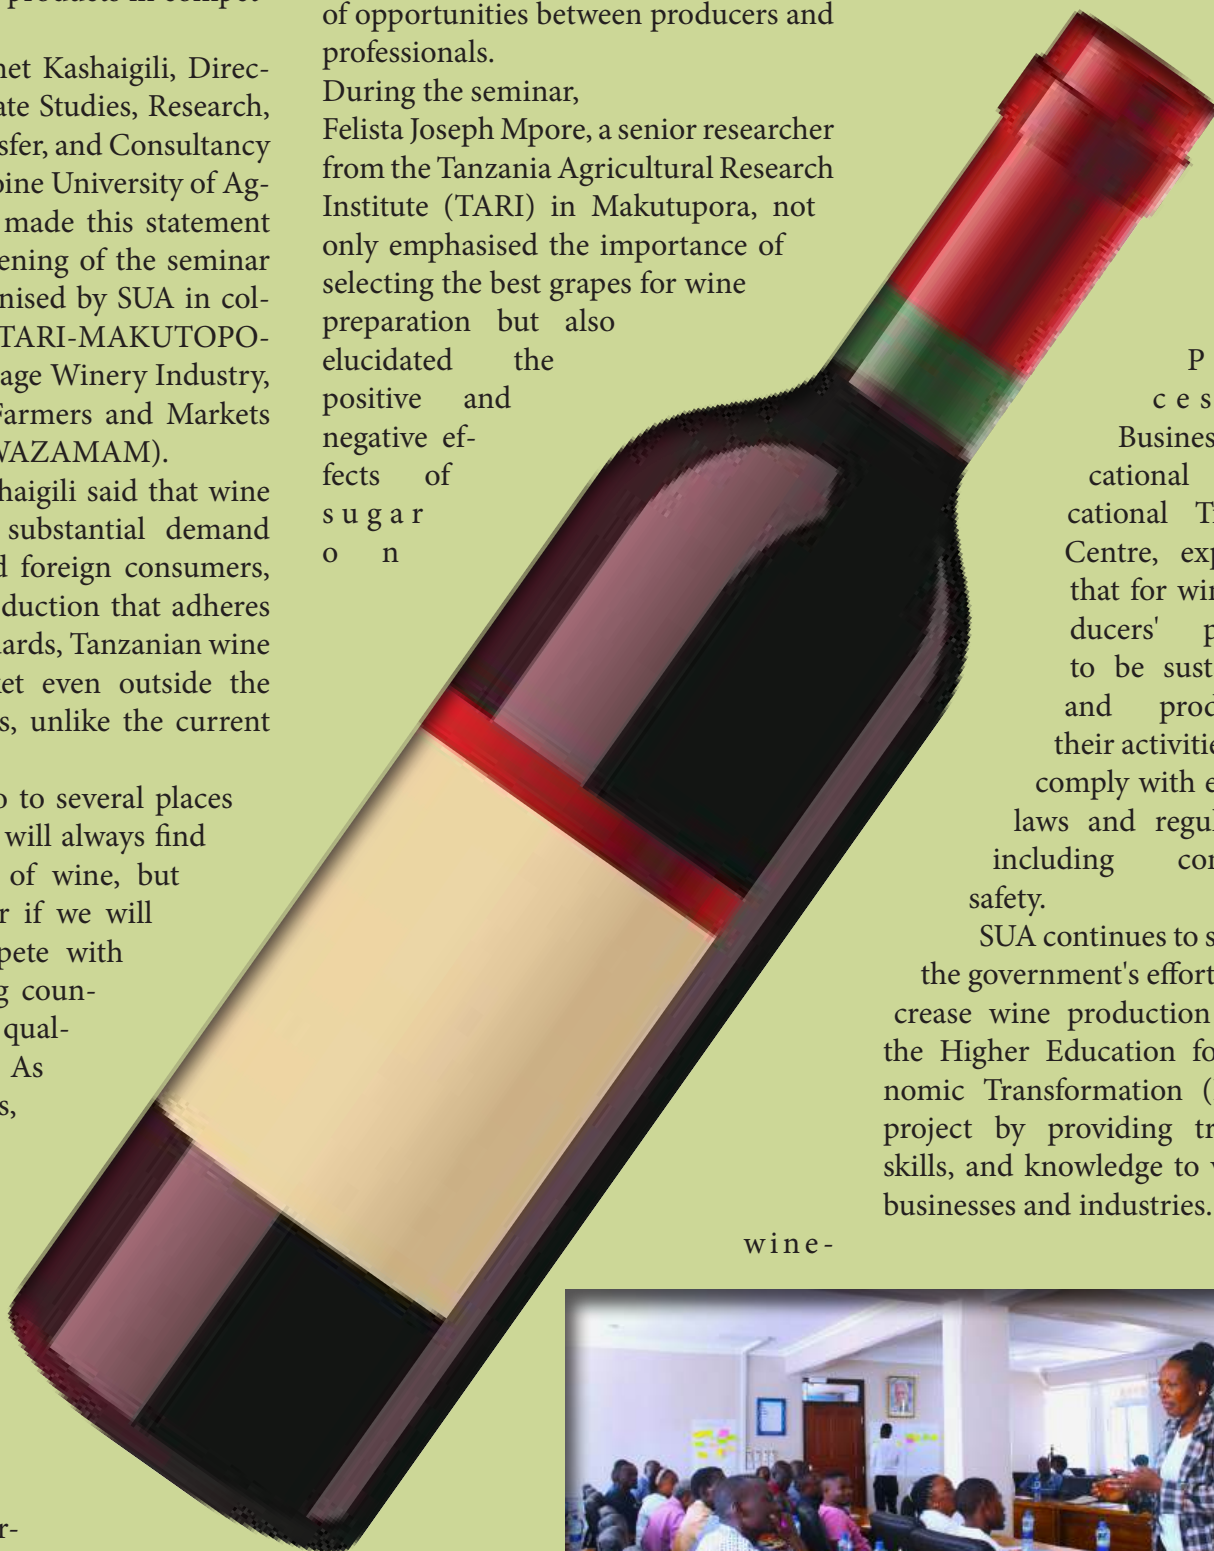 products in compet-
net Kashaigili, Direc-
ate Studies, Research,
sfer, and Consultancy
oine University of Ag-
made this statement
ening of the seminar
nised by SUA in col-
TARI-MAKUTOPO-
age Winery Industry,
Farmers and Markets
WAZAMAM).
haigili said that wine
substantial demand
d foreign consumers,
duction that adheres
lards, Tanzanian wine
ket even outside the
s, unlike the current
o to several places
will always find
of wine, but
r if we will
pete with
g coun-
qual-
As
s,
r-
of opportunities between producers and
professionals.
During the seminar,
Felista Joseph Mpore, a senior researcher
from the Tanzania Agricultural Research
Institute (TARI) in Makutupora, not
only emphasised the importance of
selecting the best grapes for wine
preparation but also
elucidated the
positive and
negative ef-
fects of
sugar
on
wine-
P
ces
Busines
cational
cational Tr
Centre, exp
that for win
ducers' p
to be sust
and prod
their activitie
comply with e
laws and regul
including con
safety.
SUA continues to s
the government's effort
crease wine production
the Higher Education fo
nomic Transformation (
project by providing tr
skills, and knowledge to v
businesses and industries.